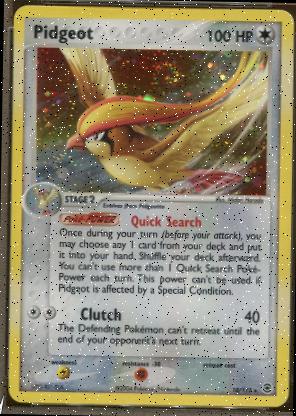 Pidgeot 100 HP
STAGE 2
Evolves from Pidgeotto
POKé-POWER Quick Search
Once during your turn (before your attack), you
may choose any 1 card from your deck and put
it into your hand. Shuffle your deck afterward.
You can't use more than 1 Quick Search Poké-
Power each turn. This power can't be used if
Pidgeot is affected by a Special Condition.
Clutch 40
The Defending Pokémon can't retreat until the
end of your opponent's next turn.
weakness resistance -30 retreat cost